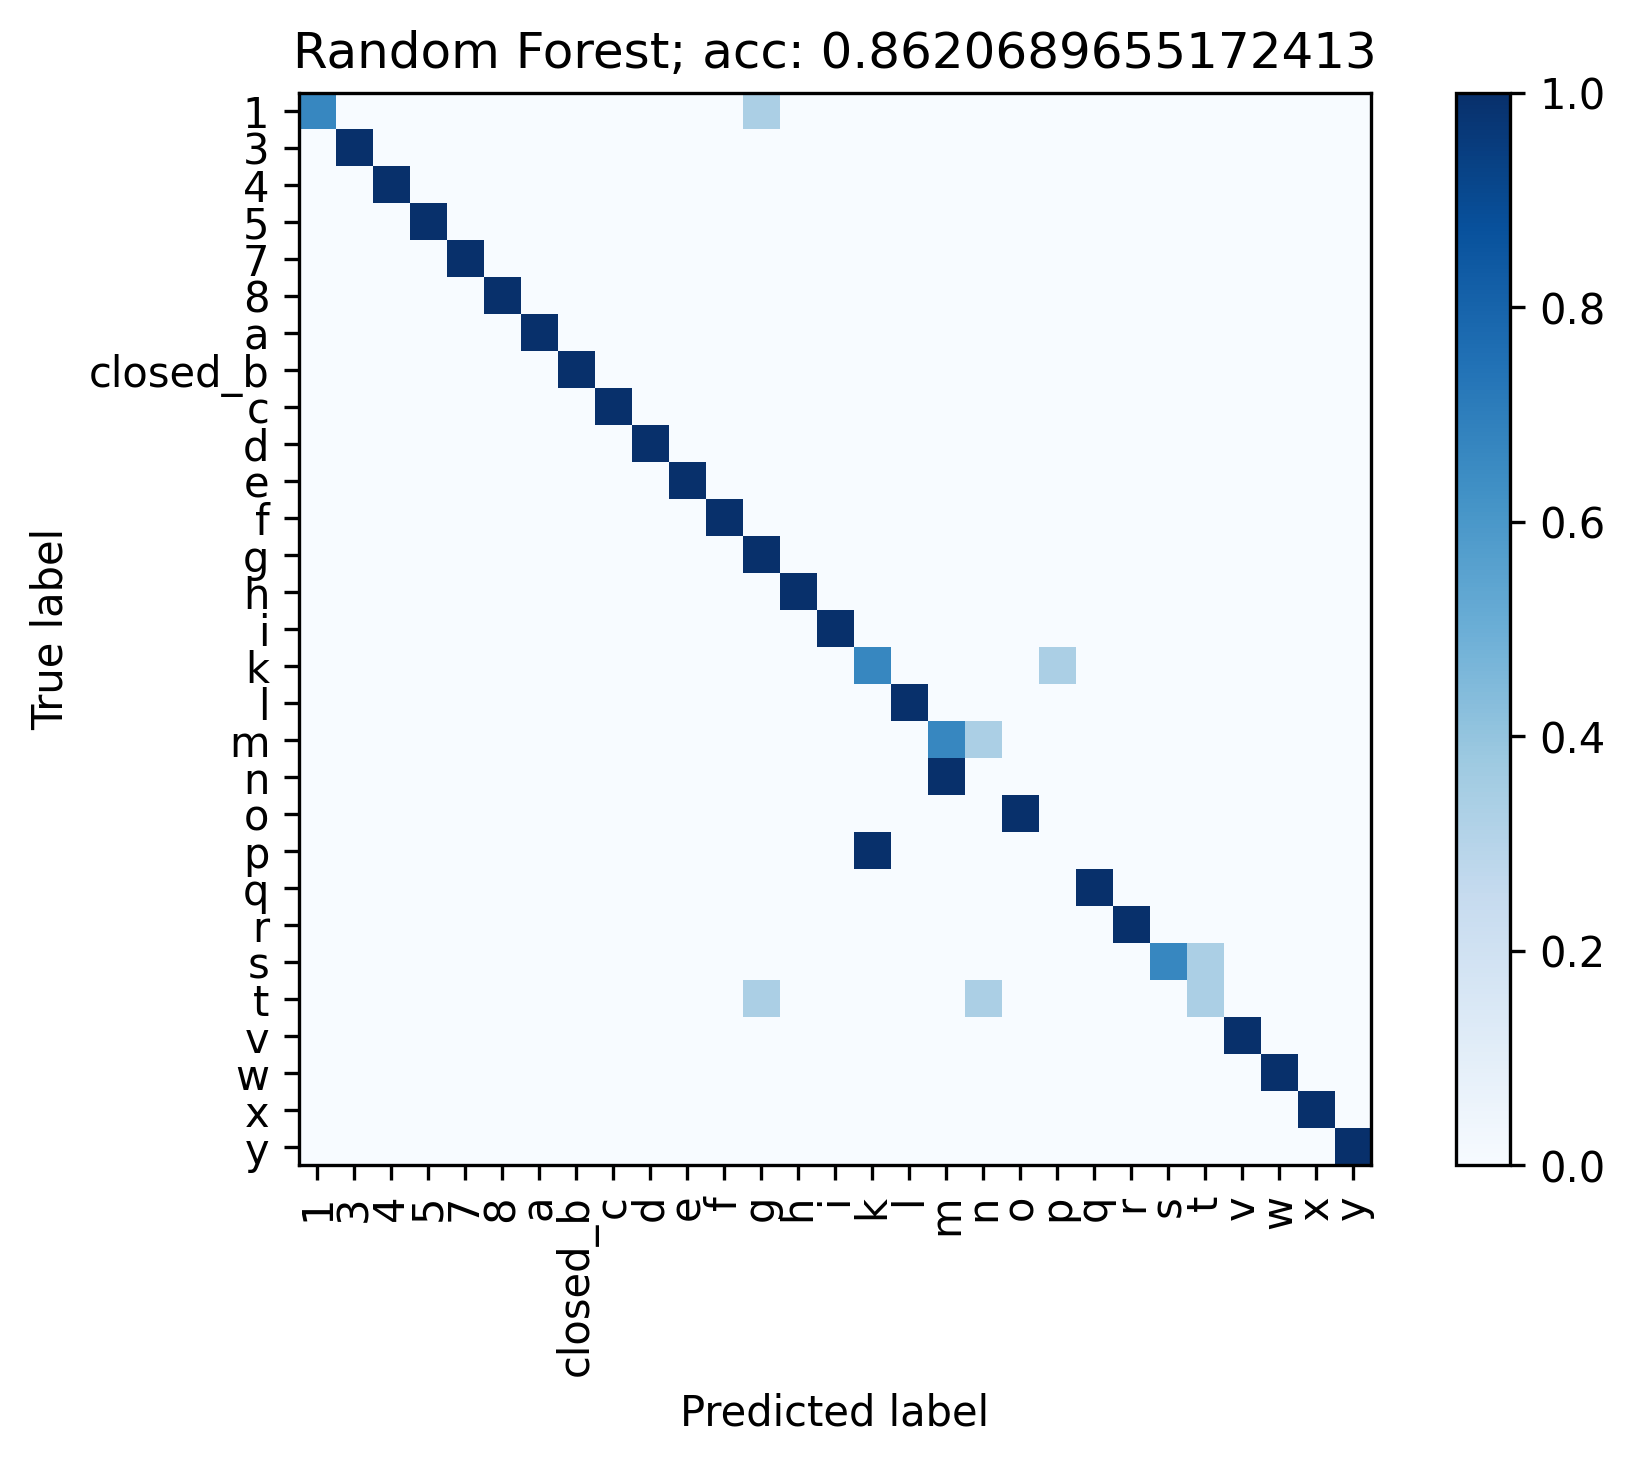 Random Forest; acc: 0.8620689655172413
True label
1
3
4
5
7
8
a
closed_b
c
d
e
f
g
h
i
k
l
m
n
o
p
q
r
s
t
v
w
x
y
1 3 4 5 7 8 a closed_b c d e f g h i k l m n o p q r s t v w x y
Predicted label
1.0
0.8
0.6
0.4
0.2
0.0